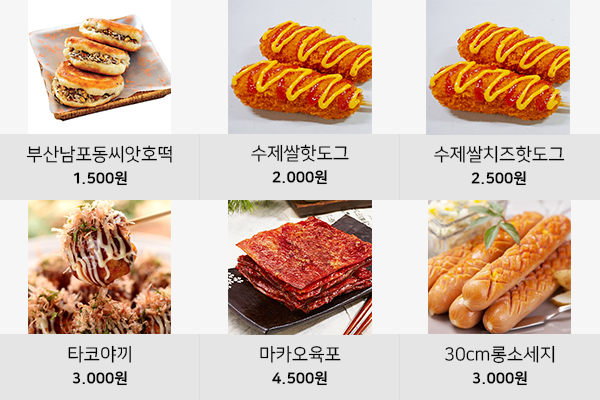 부산남포동씨앗호떡
1.500원
수제쌀핫도그
2.000원
수제쌀치즈핫도그
2.500원
타코야끼
3.000원
마카오육포
4.500원
30cm롱소세지
3.000원